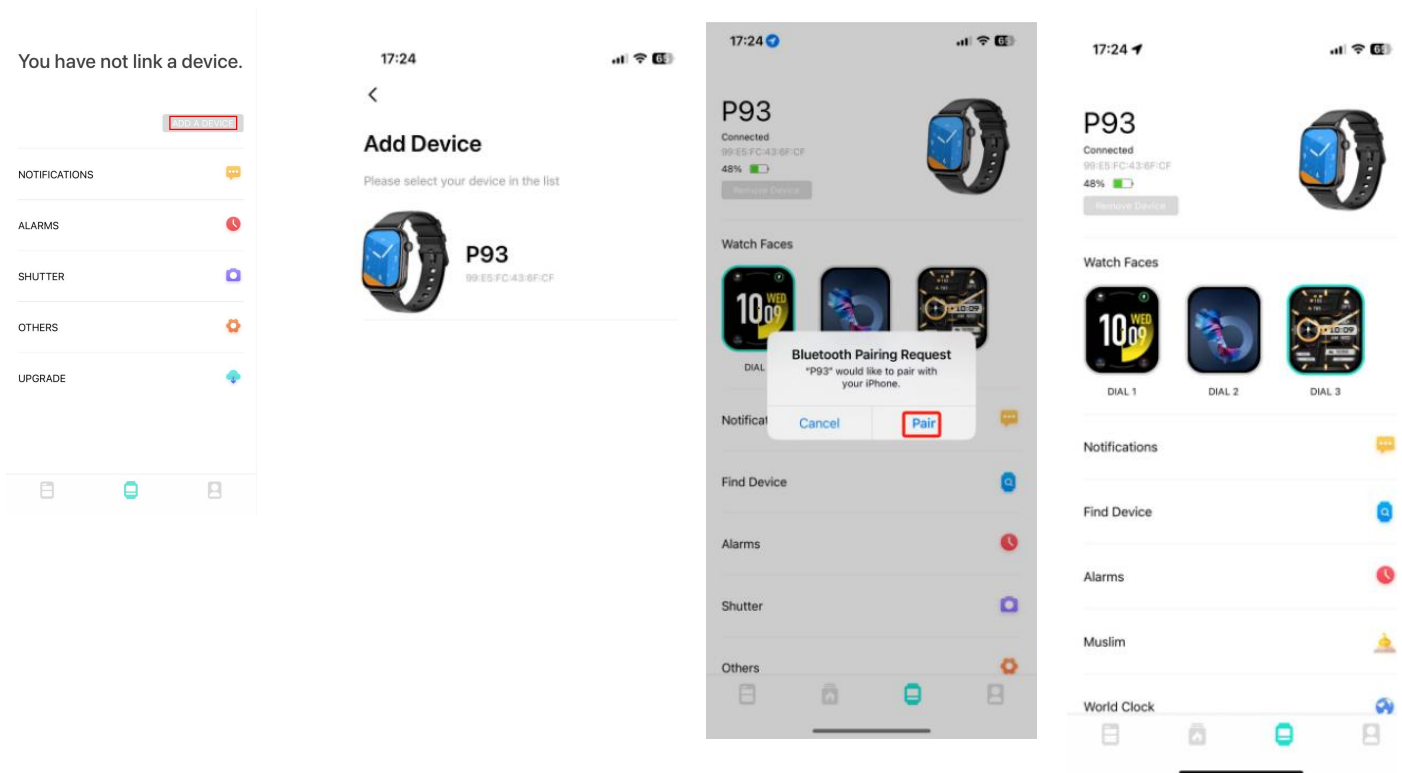 You have not link a device.
ADD A DEVICE
NOTIFICATIONS
ALARMS
SHUTTER
OTHERS
UPGRADE
17:24
Add Device
Please select your device in the list
P93
99:E5:FC:43:6F:CF
17:24
P93
Connected
99:E5:FC:43:6F:CF
48%
Remove Device
Watch Faces
10
WED
09
10:09
DIAL
Bluetooth Pairing Request
"P93" would like to pair with
your iPhone.
Cancel
Pair
Notificat
Find Device
Alarms
Shutter
Others
17:24
P93
Connected
99:E5:FC:43:6F:CF
48%
Remove Device
Watch Faces
10
WED
09
10:09
DIAL 1
DIAL 2
DIAL 3
Notifications
Find Device
Alarms
Muslim
World Clock